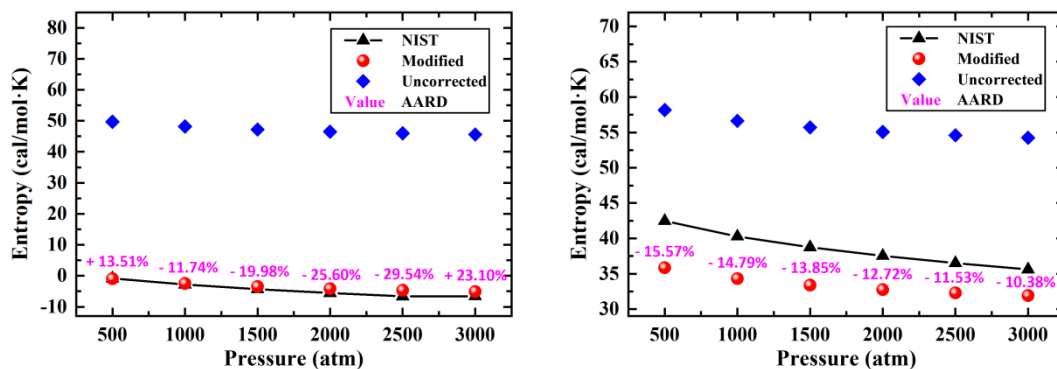 80
70
60
50
40
30
20
10
0
-10
Entropy (cal/mol·K)
NIST
Modified
Uncorrected
Value AARD
+ 13.51%
- 11.74%
- 19.98%
- 25.60%
- 29.54%
+ 23.10%
500 1000 1500 2000 2500 3000
Pressure (atm)
70
65
60
55
50
45
40
35
30
Entropy (cal/mol·K)
NIST
Modified
Uncorrected
Value AARD
- 15.57%
- 14.79%
- 13.85%
- 12.72%
- 11.53%
- 10.38%
500 1000 1500 2000 2500 3000
Pressure (atm)